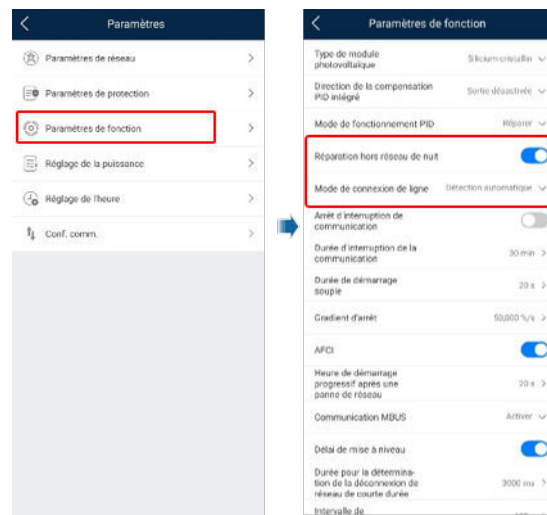 Paramètres
Paramètres de réseau
Paramètres de protection
Paramètres de fonction
Réglage de la puissance
Réglage de l'heure
Conf. comm.
Paramètres de fonction
Type de module
photovoltaïque
Silicium cristallin
Direction de la compensation
PID intégré
Sortie désactivée
Mode de fonctionnement PID
Réparer
Réparation hors réseau de nuit
Mode de connexion de ligne
Détection automatique
Arrêt d'interruption de
communication
Durée d'interruption de la
communication
30 min
Durée de démarrage
souple
20 s
Gradient d'arrêt
50,000 %/s
AFCI
Heure de démarrage
progressif après une
panne de réseau
20 s
Communication MBUS
Activer
Délai de mise à niveau
Durée pour la détermina-
tion de la déconnexion de
réseau de courte durée
3000 ms
Intervalle de